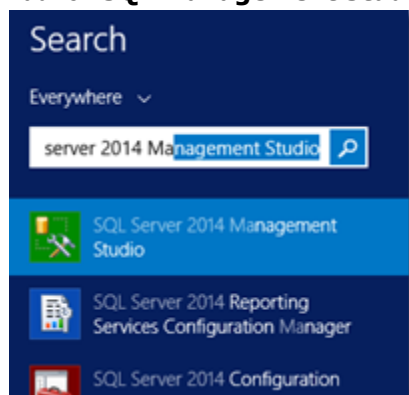 Search
Everywhere
server 2014 Management Studio
SQL Server 2014 Management
Studio
SQL Server 2014 Reporting
Services Configuration Manager
SQL Server 2014 Configuration